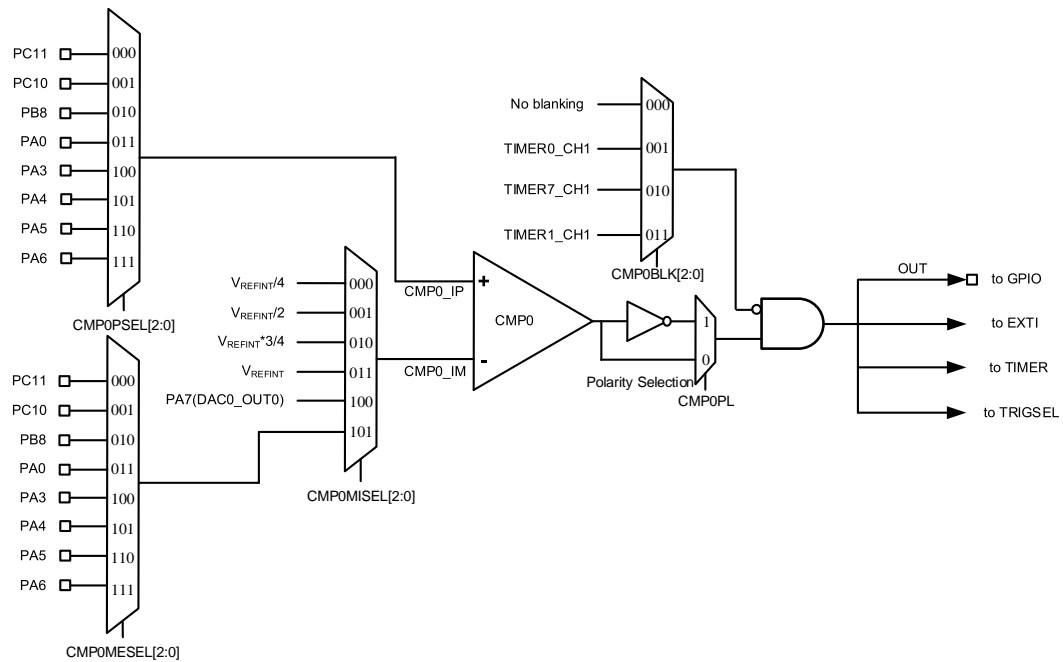 PC11
000
PC10
001
PB8
010
PA0
011
PA3
100
PA4
101
PA5
110
PA6
111
CMP0PSEL[2:0]
PC11
000
PC10
001
PB8
010
PA0
011
PA3
100
PA4
101
PA5
110
PA6
111
CMP0MESEL[2:0]
VREFINT/4
000
VREFINT/2
001
VREFINT*3/4
010
VREFINT
011
PA7(DAC0_OUT0)
100
101
CMP0MISEL[2:0]
CMP0_IP
+
CMP0
-
CMP0_IM
No blanking
000
TIMER0_CH1
001
TIMER7_CH1
010
TIMER1_CH1
011
CMP0BLK[2:0]
1
0
Polarity Selection
CMP0PL
OUT
to GPIO
to EXTI
to TIMER
to TRIGSEL